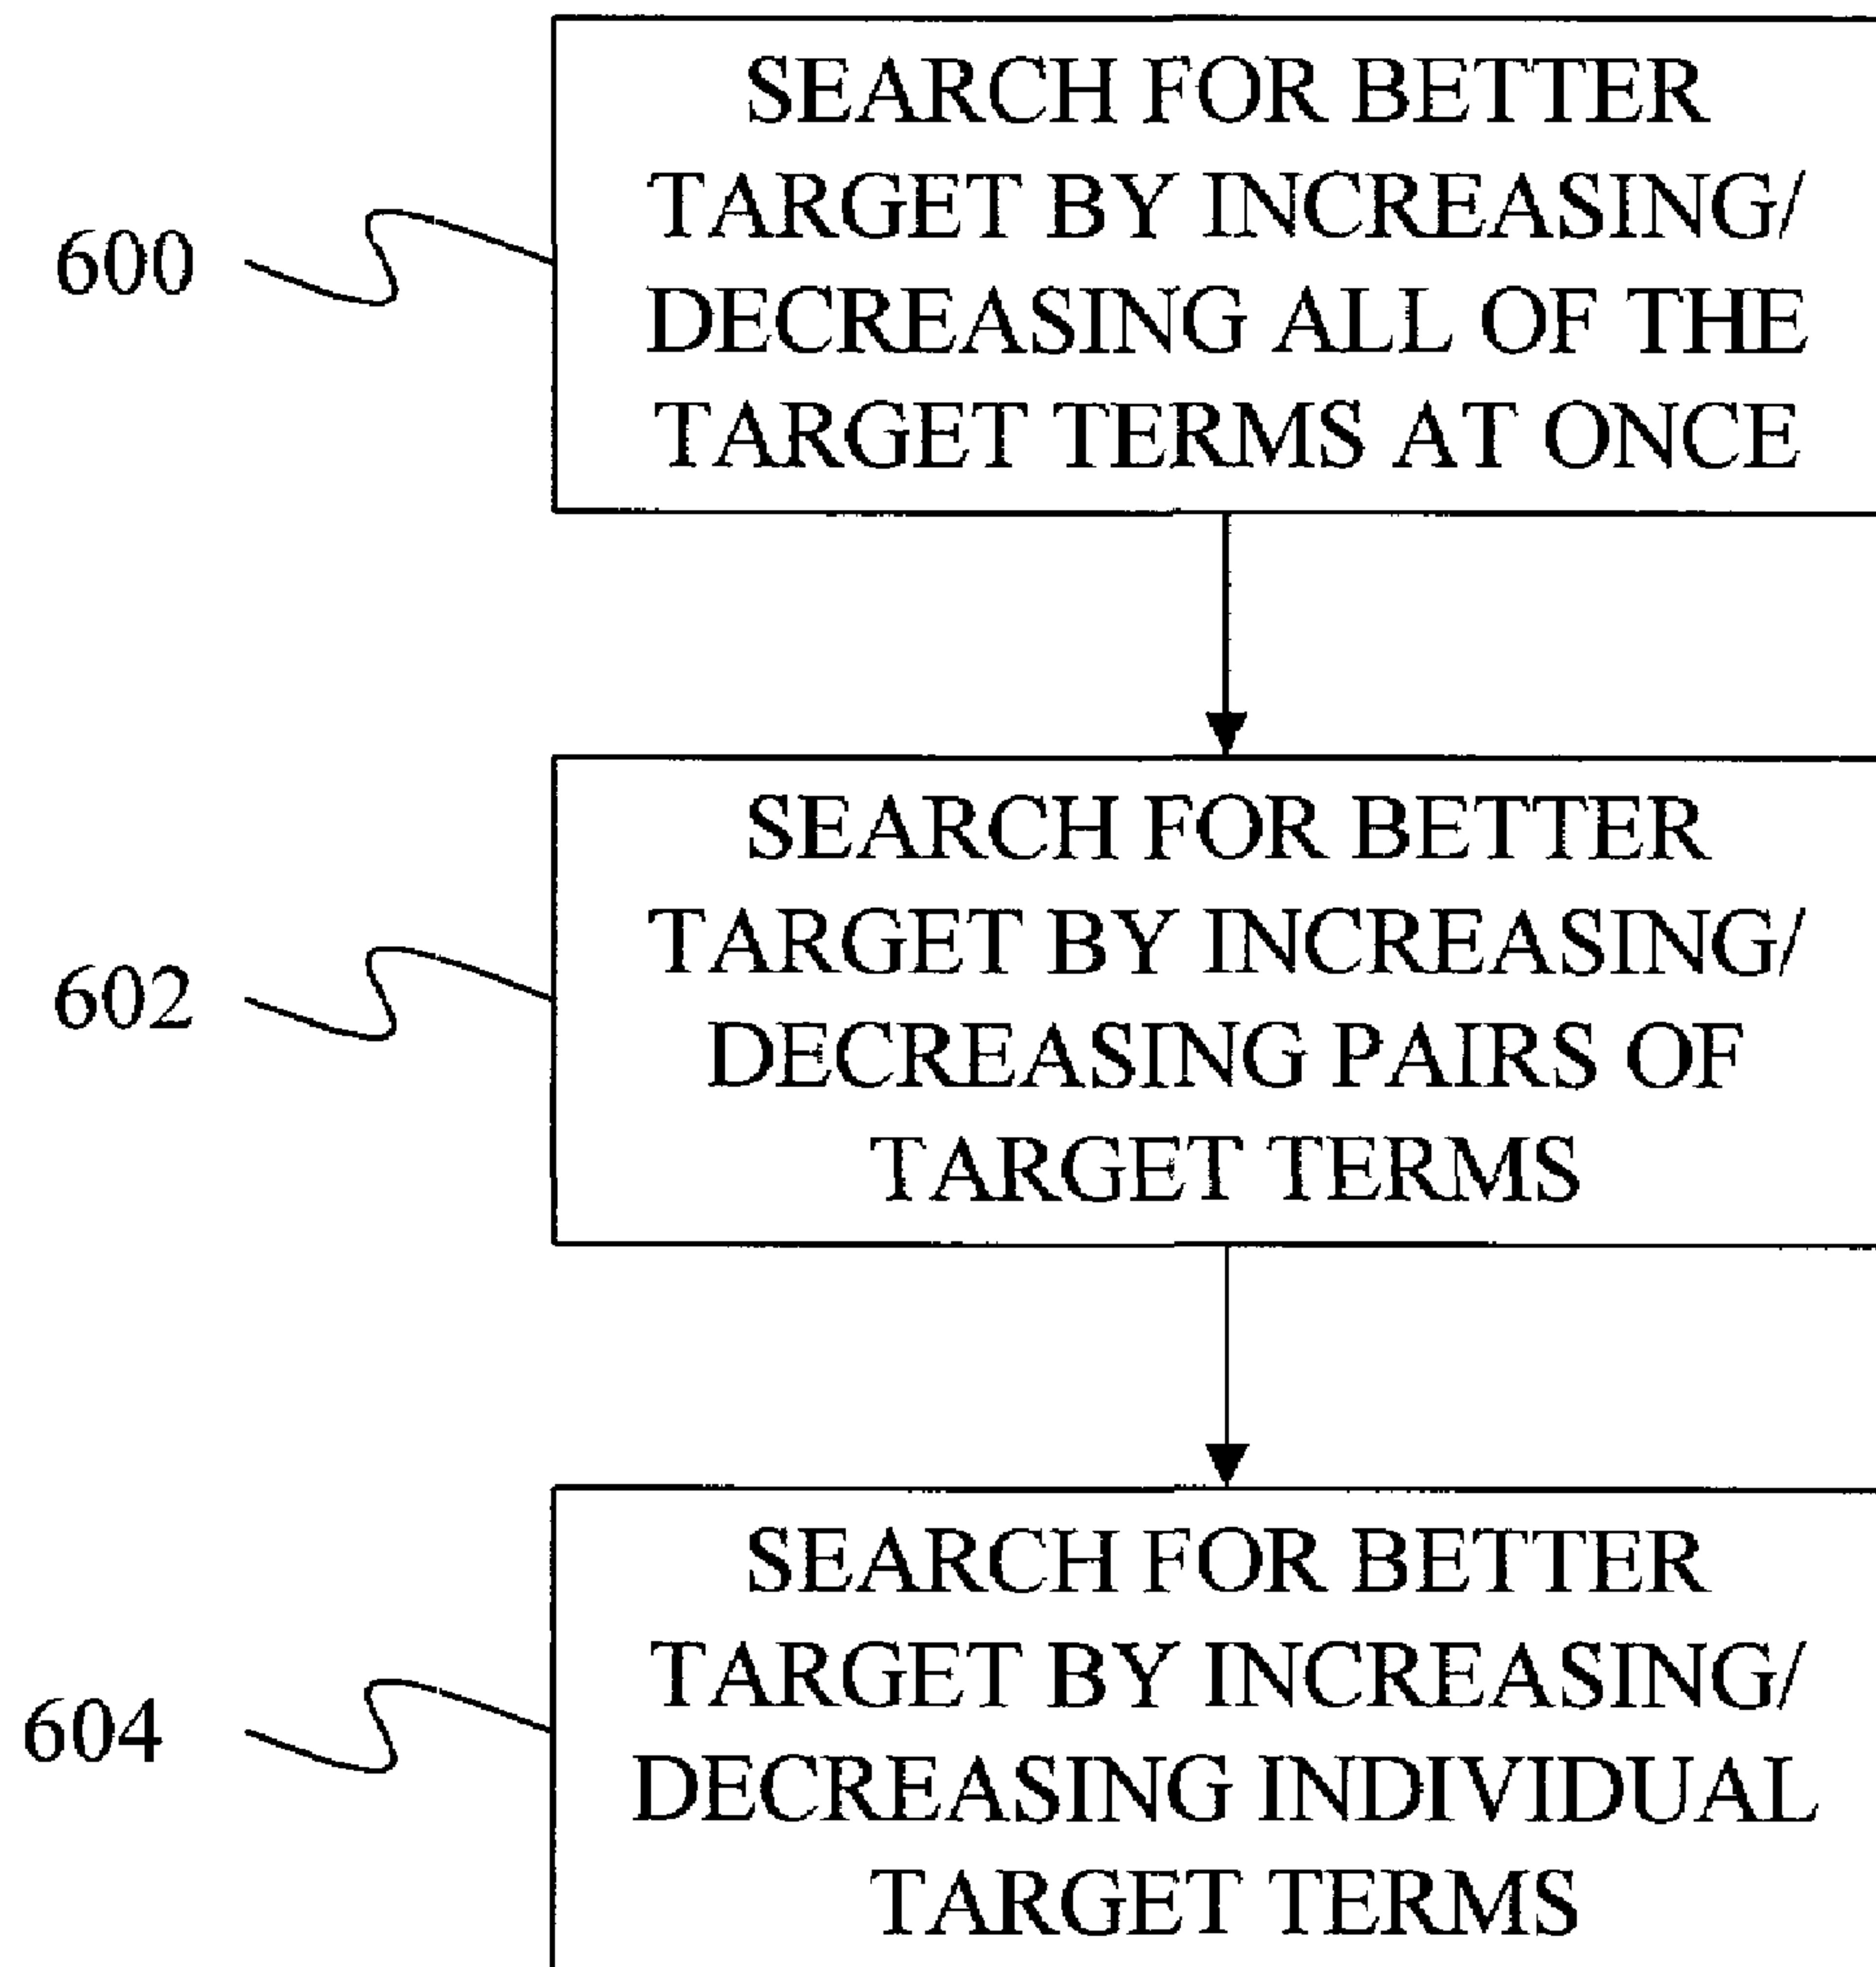 SEARCH FOR BETTER
TARGET BY INCREASING/
600
DECREASING ALL OF THE
TARGET TERMS AT ONCE
SEARCH FOR BETTER
TARGET BY INCREASING/
602
DECREASING PAIRS OF
TARGET TERMS
SEARCH FOR BETTER
TARGET BY INCREASING/
604
DECREASING INDIVIDUAL
TARGET TERMS